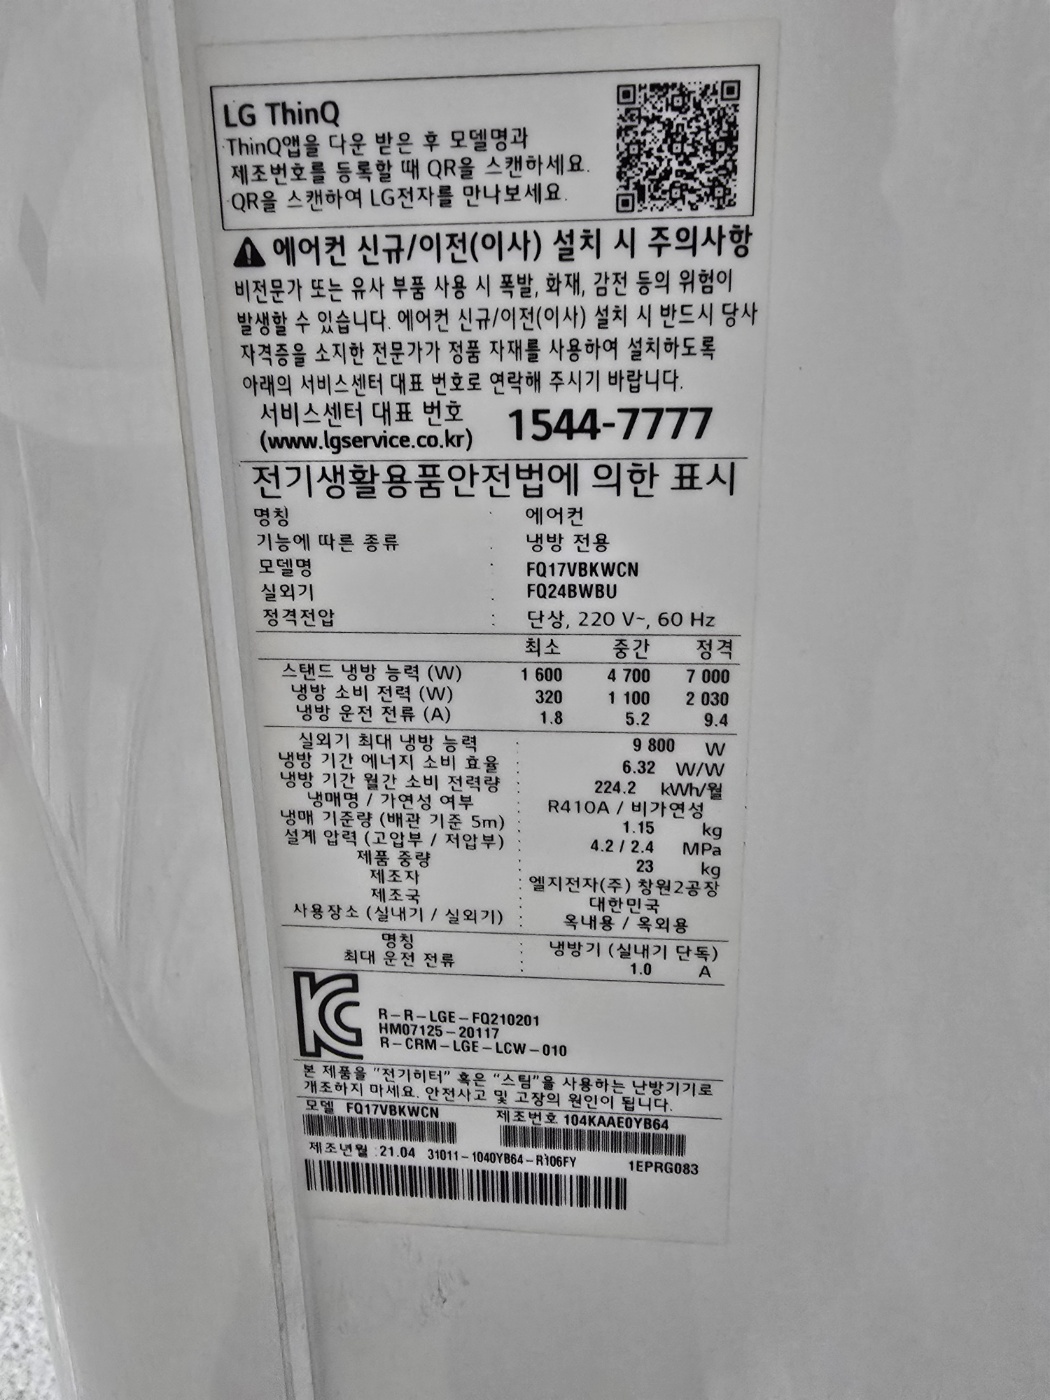 LG ThinQ
ThinQ앱을 다운 받은 후 모델명과
제조번호를 등록할 때 QR을 스캔하세요.
QR을 스캔하여 LG전자를 만나보세요.
에어컨 신규/이전(이사) 설치 시 주의사항
비전문가 또는 유사 부품 사용 시 폭발, 화재, 감전 등의 위험이
발생할 수 있습니다. 에어컨 신규/이전(이사) 설치 시 반드시 당사
자격증을 소지한 전문가가 정품 자재를 사용하여 설치하도록
아래의 서비스센터 대표 번호로 연락해 주시기 바랍니다.
서비스센터 대표 번호 1544-7777
(www.lgservice.co.kr)
전기생활용품안전법에 의한 표시
명칭 : 에어컨
기능에 따른 종류 : 냉방 전용
모델명 : FQ17VBKWCN
실외기 : FQ24BWBU
정격전압 : 단상, 220 V~, 60 Hz
최소 중간 정격
스탠드 냉방 능력 (W) 1 600 4 700 7 000
냉방 소비 전력 (W) 320 1 100 2 030
냉방 운전 전류 (A) 1.8 5.2 9.4
실외기 최대 냉방 능력 : 9 800 W
냉방 기간 에너지 소비 효율 : 6.32 W/W
냉방 기간 월간 소비 전력량 : 224.2 kWh/월
냉매명 / 가연성 여부 : R410A / 비가연성
냉매 기준량 (배관 기준 5m) : 1.15 kg
설계 압력 (고압부 / 저압부) : 4.2 / 2.4 MPa
제품 중량 : 23 kg
제조자 : 엘지전자(주) 창원2공장
제조국 : 대한민국
사용장소 (실내기 / 실외기) : 옥내용 / 옥외용
명칭 : 냉방기 (실내기 단독)
최대 운전 전류 : 1.0 A
R-R-LGE-FQ210201
HM07125-20117
R-CRM-LGE-LCW-010
본 제품을 "전기히터" 혹은 "스팀"을 사용하는 난방기기로
개조하지 마세요. 안전사고 및 고장의 원인이 됩니다.
모델 FQ17VBKWCN 제조번호 104KAAE0YB64
제조년월 21.04 31011-1040YB64-R106FY 1EPRG083